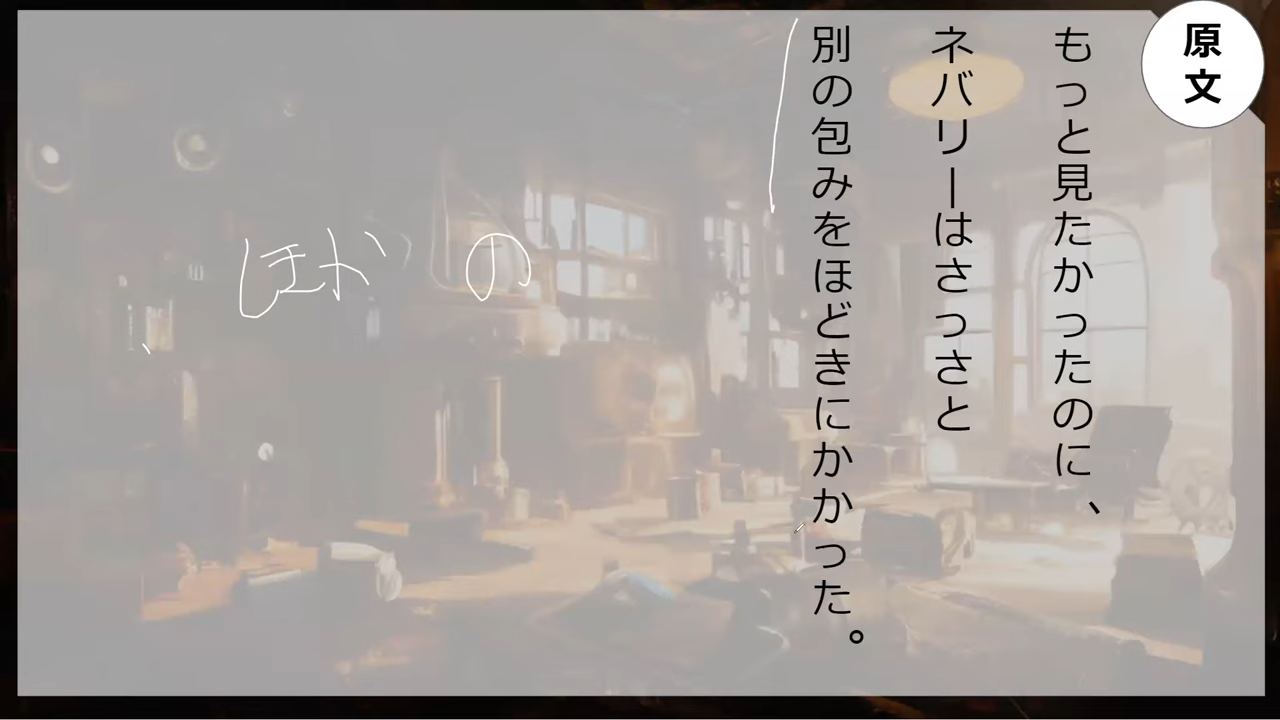 原文
もっと見たかったのに、
ネバリーはさっさと
別の包みをほどきにかかった。
ほかの